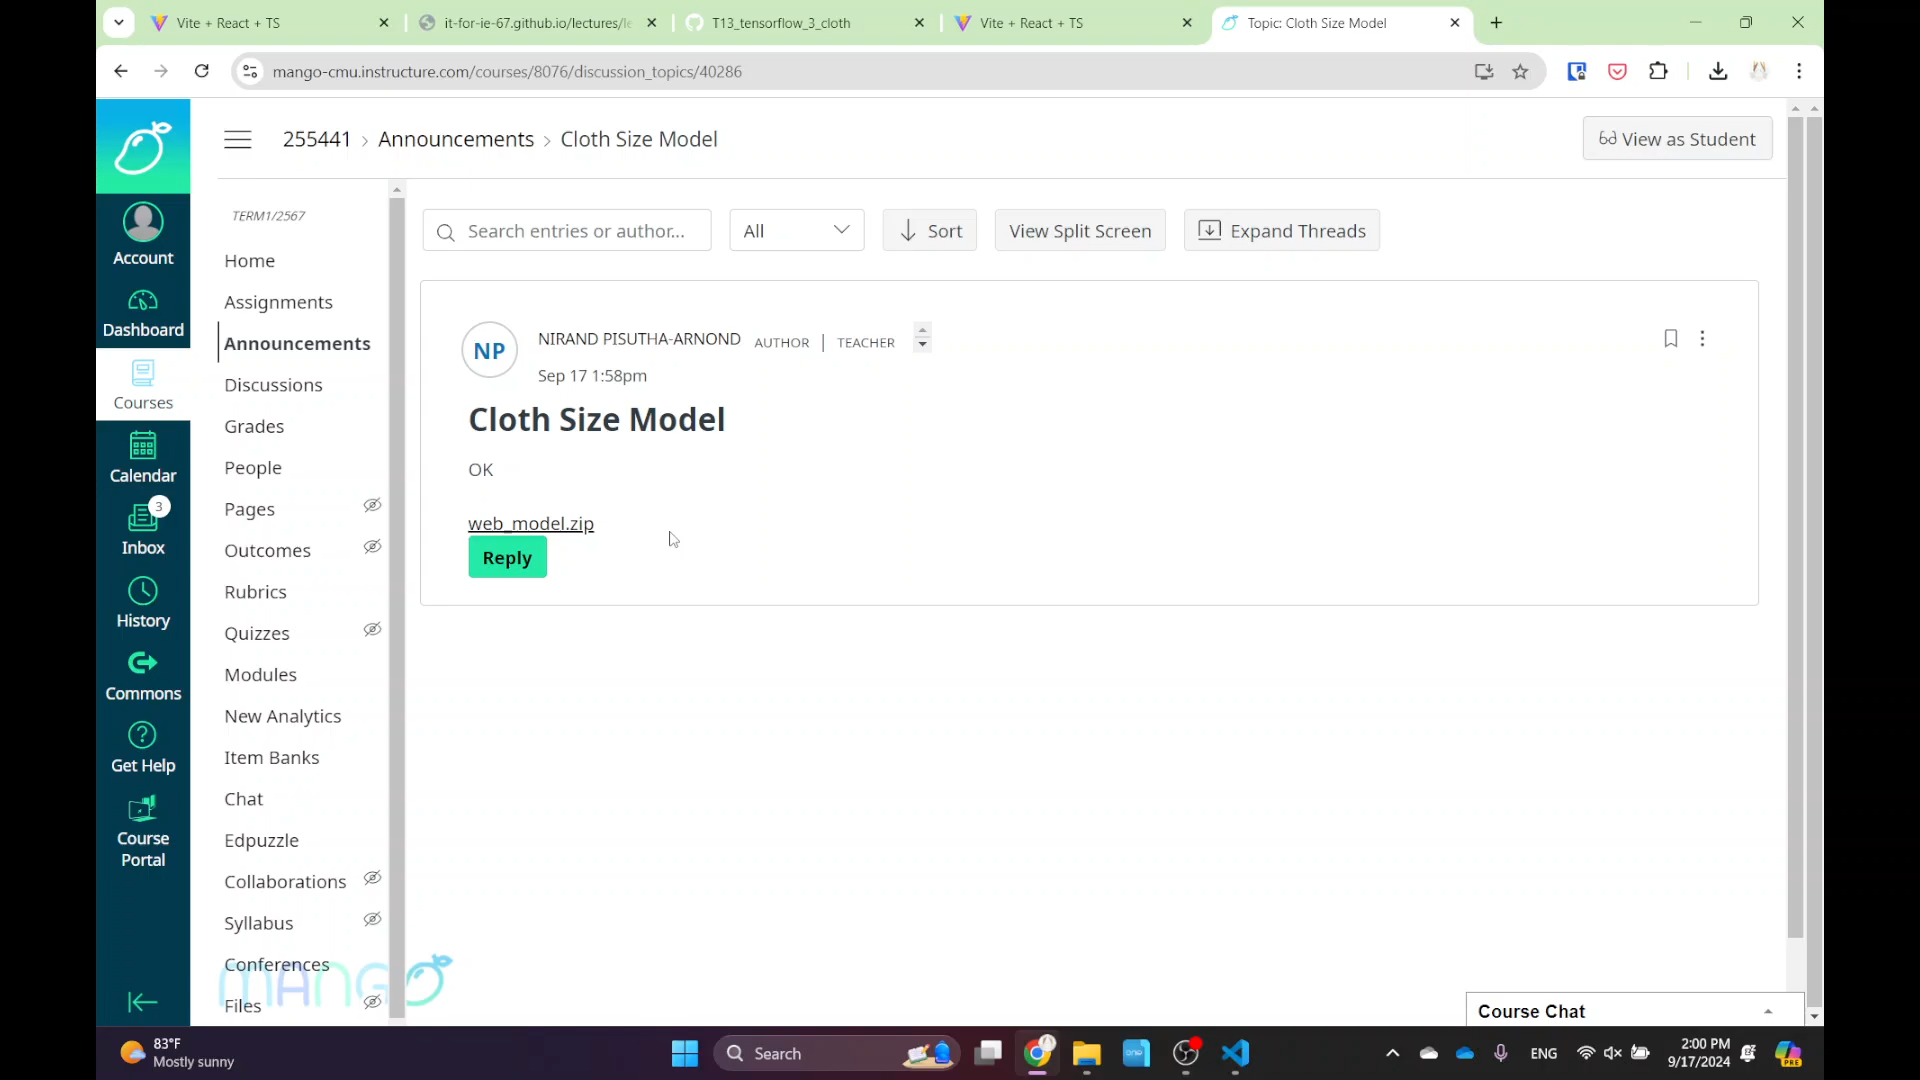 Vite + React + TS
it-for-ie-67.github.io/lectures/le
T13_tensorflow_3_cloth
Vite + React + TS
Topic: Cloth Size Model
mango-cmu.instructure.com/courses/8076/discussion_topics/40286
255441 › Announcements › Cloth Size Model
View as Student
Account
Dashboard
Courses
Calendar
3
Inbox
History
Commons
Get Help
Course
Portal
TERM1/2567
Home
Assignments
Announcements
Discussions
Grades
People
Pages
Outcomes
Rubrics
Quizzes
Modules
New Analytics
Item Banks
Chat
Edpuzzle
Collaborations
Syllabus
Conferences
Files
MANGO
Search entries or author...
All
Sort
View Split Screen
Expand Threads
NP
NIRAND PISUTHA-ARNOND AUTHOR | TEACHER
Sep 17 1:58pm
Cloth Size Model
OK
web_model.zip
Reply
Course Chat
83°F
Mostly sunny
Search
ENG
2:00 PM
9/17/2024
PRE